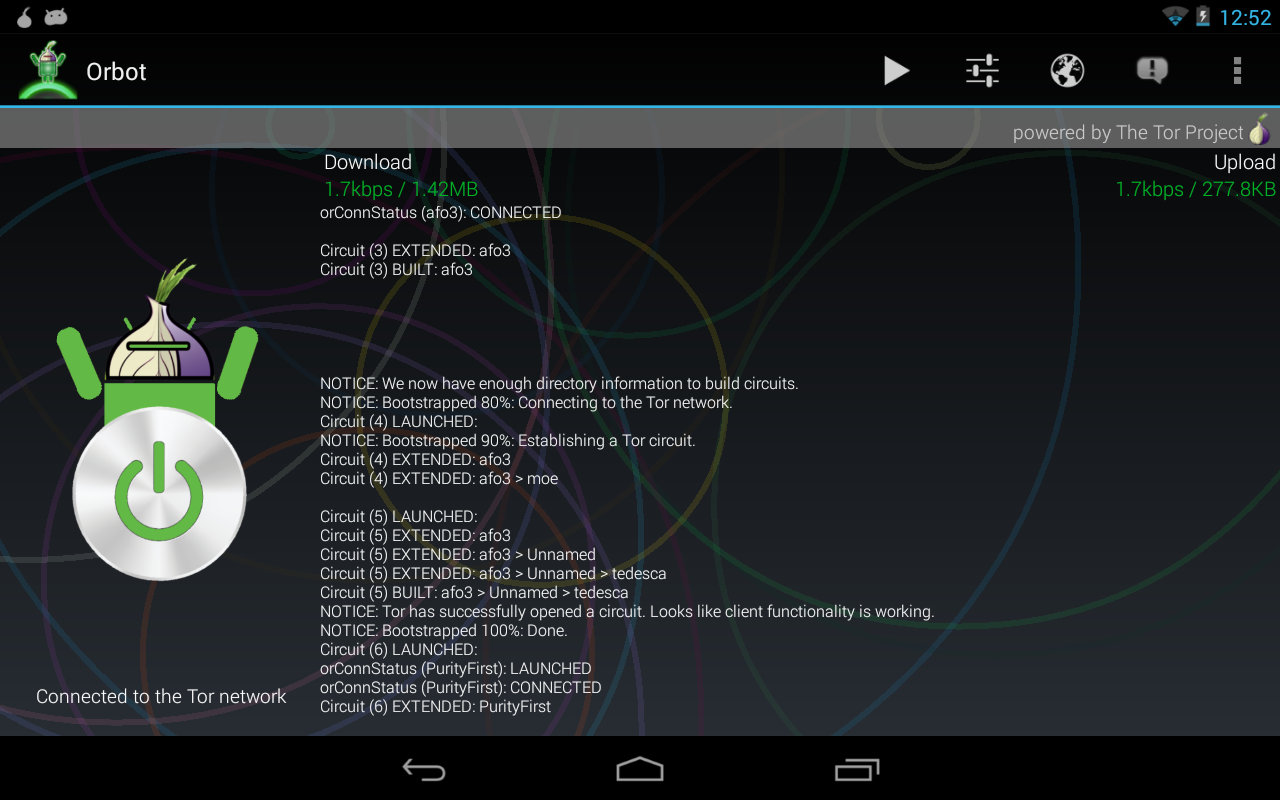 12:52
Orbot
powered by The Tor Project
Download
Upload
1.7kbps / 1.42MB
1.7kbps / 277.8KB
orConnStatus (afo3): CONNECTED
Circuit (3) EXTENDED: afo3
Circuit (3) BUILT: afo3
NOTICE: We now have enough directory information to build circuits.
NOTICE: Bootstrapped 80%: Connecting to the Tor network.
Circuit (4) LAUNCHED:
NOTICE: Bootstrapped 90%: Establishing a Tor circuit.
Circuit (4) EXTENDED: afo3
Circuit (4) EXTENDED: afo3 > moe
Circuit (5) LAUNCHED:
Circuit (5) EXTENDED: afo3
Circuit (5) EXTENDED: afo3 > Unnamed
Circuit (5) EXTENDED: afo3 > Unnamed > tedesca
Circuit (5) BUILT: afo3 > Unnamed > tedesca
NOTICE: Tor has successfully opened a circuit. Looks like client functionality is working.
NOTICE: Bootstrapped 100%: Done.
Circuit (6) LAUNCHED:
orConnStatus (PurityFirst): LAUNCHED
orConnStatus (PurityFirst): CONNECTED
Circuit (6) EXTENDED: PurityFirst
Connected to the Tor network